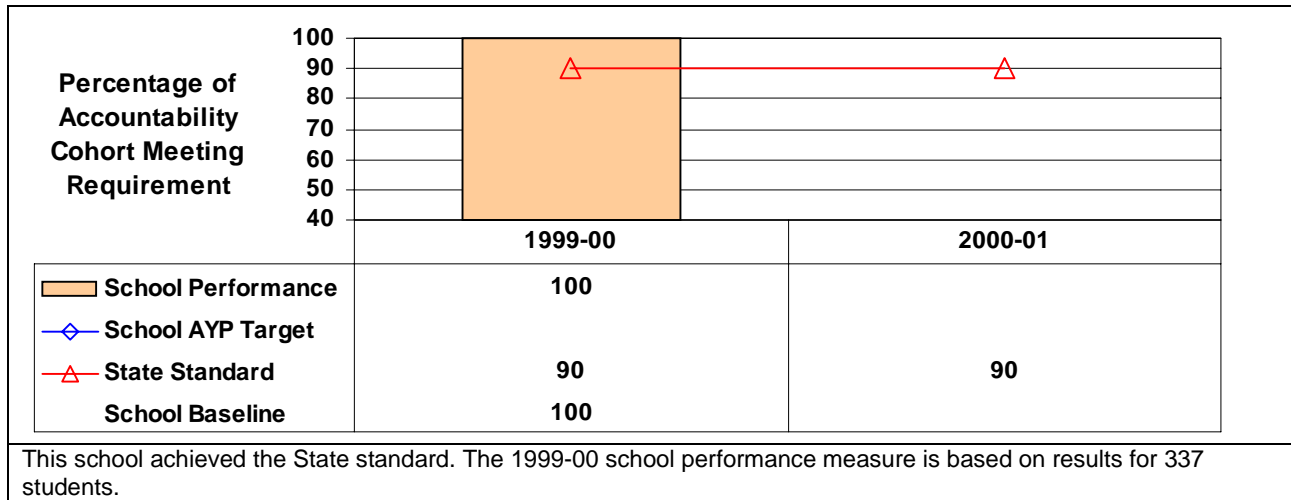 Percentage of
Accountability
Cohort Meeting
Requirement
100
90
80
70
60
50
40
1999-00 2000-01
School Performance 100
School AYP Target
State Standard 90 90
School Baseline 100
This school achieved the State standard. The 1999-00 school performance measure is based on results for 337
students.